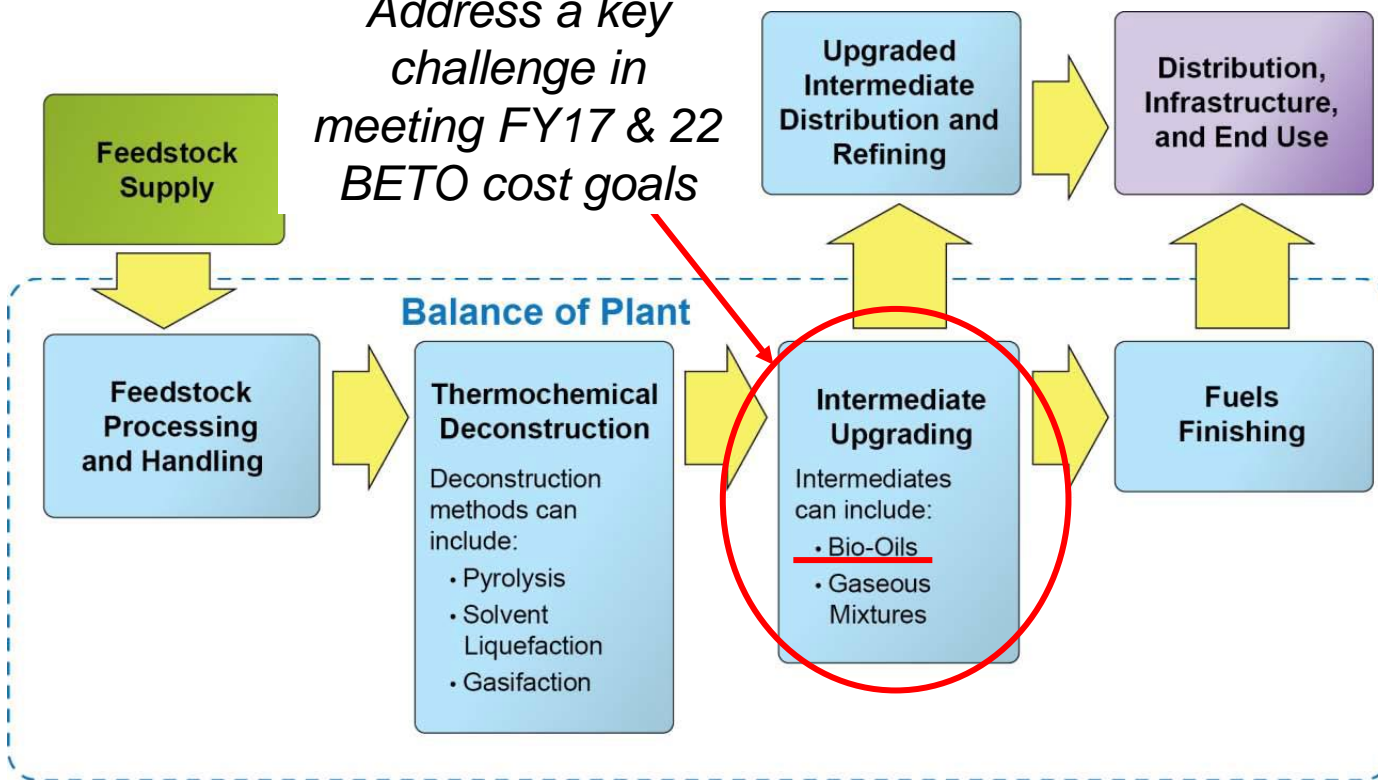 Address a key
challenge in
meeting FY17 & 22
BETO cost goals
Feedstock
Supply
Upgraded
Intermediate
Distribution and
Refining
Distribution,
Infrastructure,
and End Use
Balance of Plant
Feedstock
Processing
and Handling
Thermochemical
Deconstruction
Deconstruction
methods can
include:
• Pyrolysis
• Solvent
Liquefaction
• Gasifaction
Intermediate
Upgrading
Intermediates
can include:
• Bio-Oils
• Gaseous
Mixtures
Fuels
Finishing